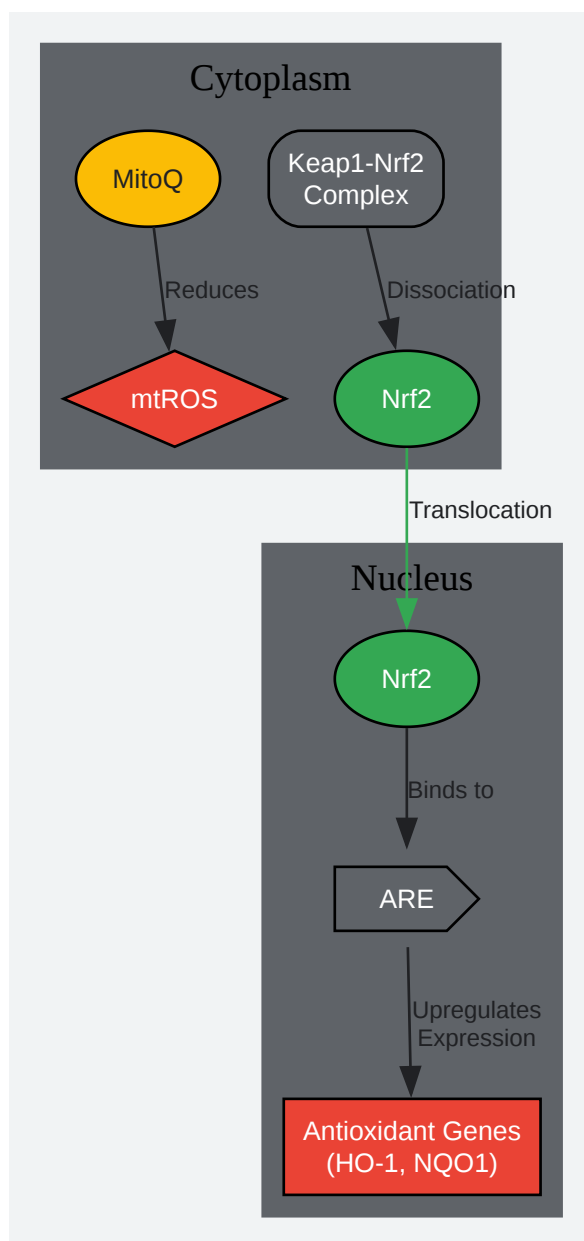 Cytoplasm
MitoQ
Keap1-Nrf2
Complex
Reduces
Dissociation
mtROS
Nrf2
Translocation
Nucleus
Nrf2
Binds to
ARE
Upregulates
Expression
Antioxidant Genes
(HO-1, NQO1)